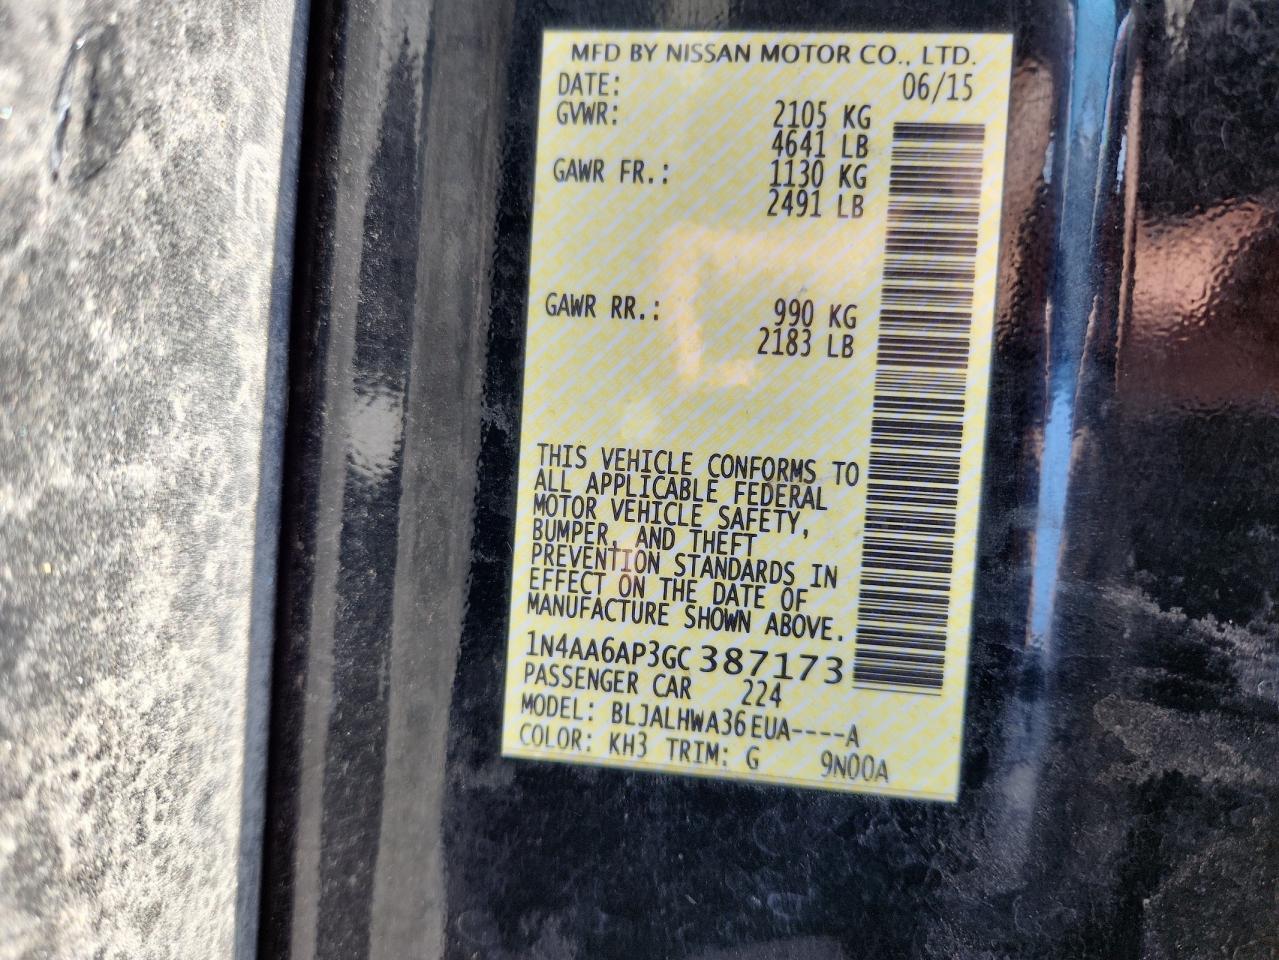 MFD BY NISSAN MOTOR CO., LTD.
DATE: 06/15
GVWR: 2105 KG
4641 LB
GAWR FR.: 1130 KG
2491 LB
GAWR RR.: 990 KG
2183 LB
THIS VEHICLE CONFORMS TO
ALL APPLICABLE FEDERAL
MOTOR VEHICLE SAFETY,
BUMPER, AND THEFT
PREVENTION STANDARDS IN
EFFECT ON THE DATE OF
MANUFACTURE SHOWN ABOVE.
1N4AA6AP3GC387173
PASSENGER CAR 224
MODEL: BLJALHWA36EUA----A
COLOR: KH3 TRIM: G 9N00A